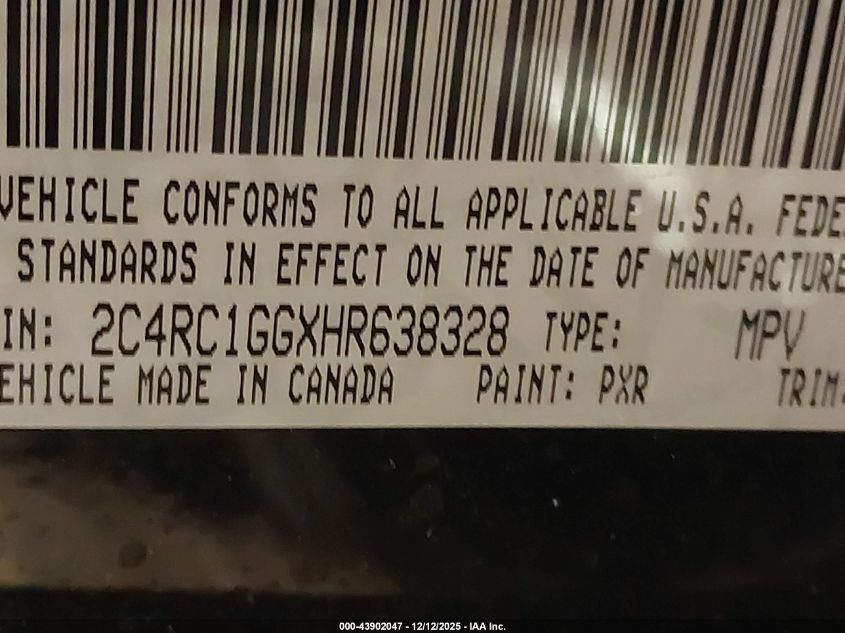 VEHICLE CONFORMS TO ALL APPLICABLE U.S.A. FEDE
STANDARDS IN EFFECT ON THE DATE OF MANUFACTURE
IN: 2C4RC1GGXHR638328 TYPE: MPV
EHICLE MADE IN CANADA PAINT: PXR TRIM:
000-43902047 - 12/12/2025 - IAA Inc.